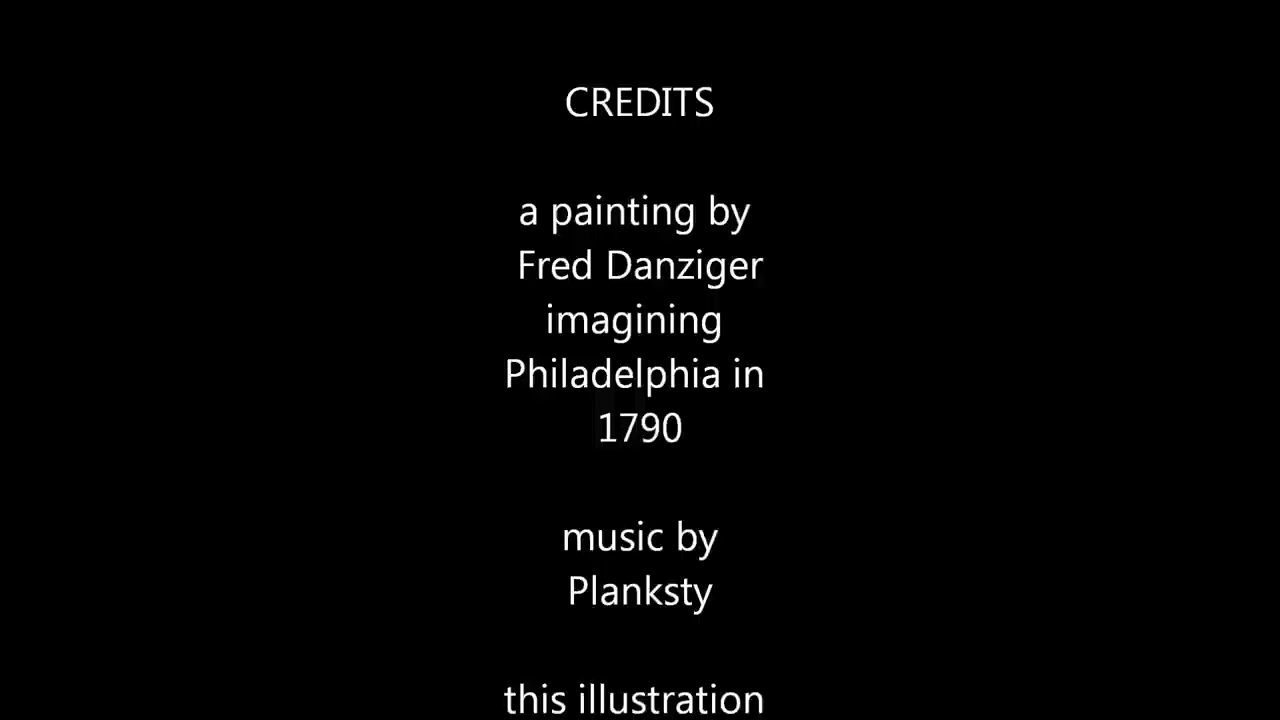 CREDITS
a painting by
Fred Danziger
imagining
Philadelphia in
1790
music by
Planksty
this illustration